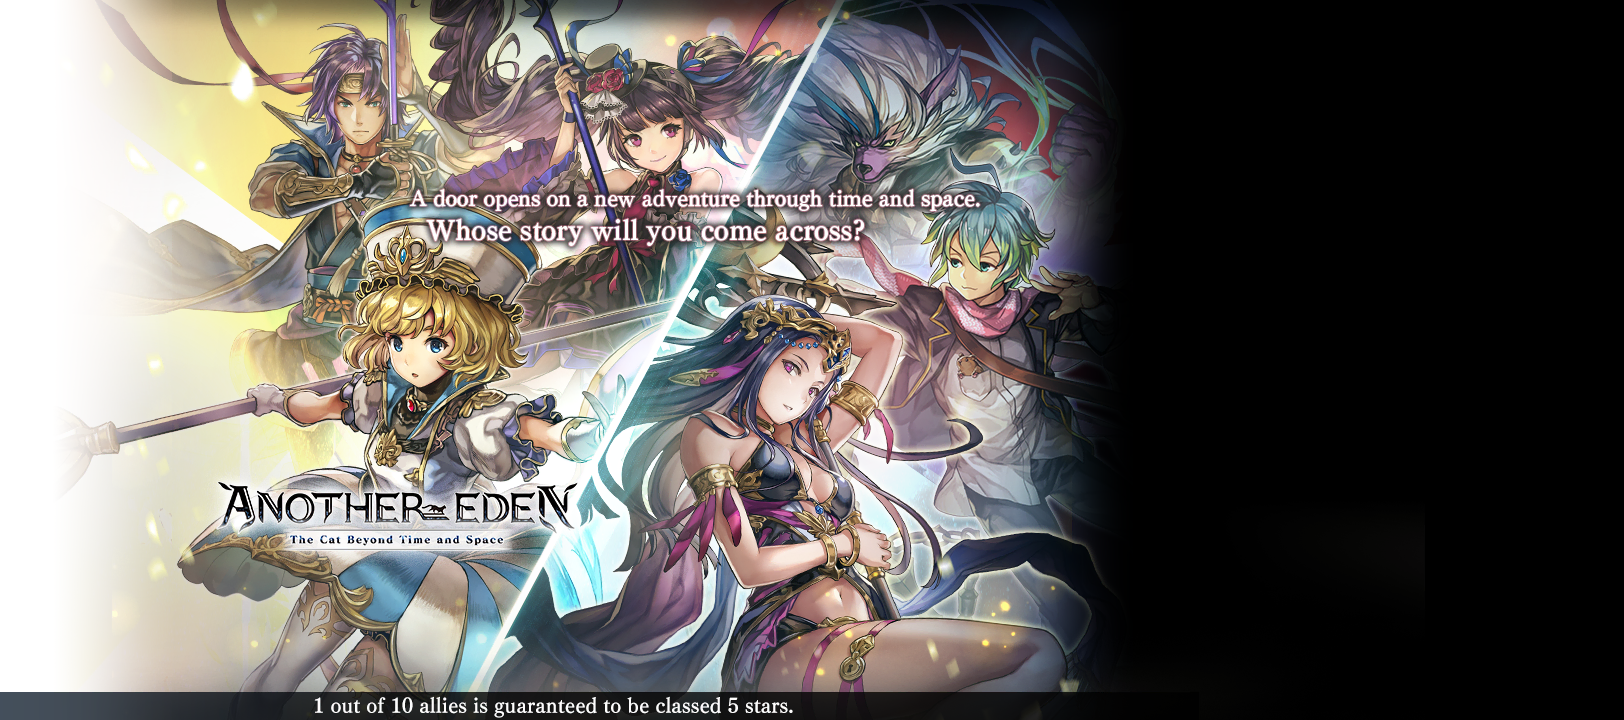 A door opens on a new adventure through time and space.
Whose story will you come across?
ANOTHER EDEN
The Cat Beyond Time and Space
1 out of 10 allies is guaranteed to be classed 5 stars.